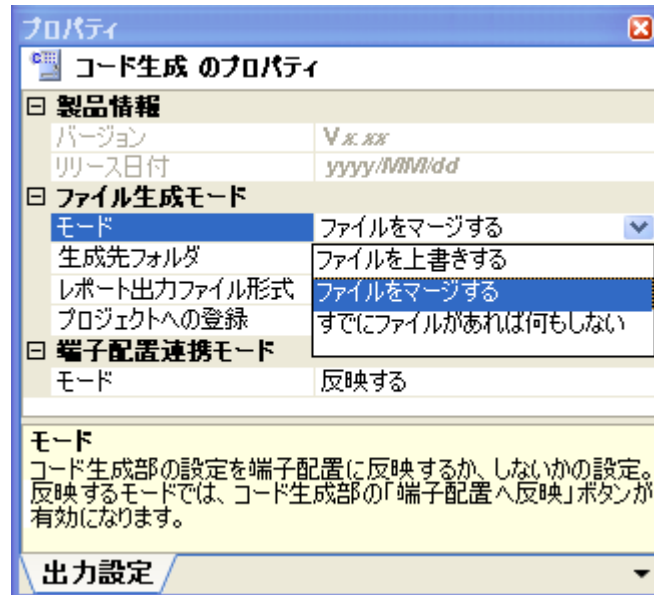 プロパティ
コード生成 のプロパティ
製品情報
バージョン Vx.xx
リリース日付 yyyy/MM/dd
ファイル生成モード
モード ファイルをマージする
生成先フォルダ ファイルを上書きする
レポート出力ファイル形式 ファイルをマージする
プロジェクトへの登録 すでにファイルがあれば何もしない
端子配置連携モード
モード 反映する
モード
コード生成部の設定を端子配置に反映するか、しないかの設定。
反映するモードでは、コード生成部の「端子配置へ反映」ボタンが
有効になります。
出力設定